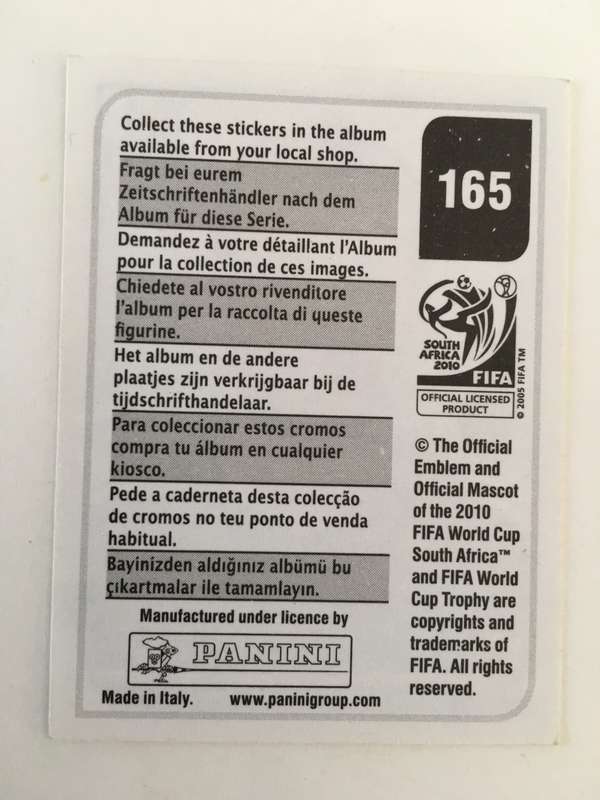 Collect these stickers in the album
available from your local shop.
Fragt bei eurem
Zeitschriftenhändler nach dem
Album für diese Serie.
Demandez à votre détaillant l'Album
pour la collection de ces images.
Chiedete al vostro rivenditore
l'album per la raccolta di queste
figurine.
Het album en de andere
plaatjes zijn verkrijgbaar bij de
tijdschrifthandelaar.
Para coleccionar estos cromos
compra tu álbum en cualquier
kiosco.
Pede a caderneta desta colecção
de cromos no teu ponto de venda
habitual.
Bayinizden aldığınız albümü bu
çıkartmalar ile tamamlayın.
Manufactured under licence by
PANINI
Made in Italy. www.paninigroup.com
165
SOUTH
AFRICA
2010
FIFA
OFFICIAL LICENSED
PRODUCT
© 2005 FIFA TM
© The Official
Emblem and
Official Mascot
of the 2010
FIFA World Cup
South Africa™
and FIFA World
Cup Trophy are
copyrights and
trademarks of
FIFA. All rights
reserved.